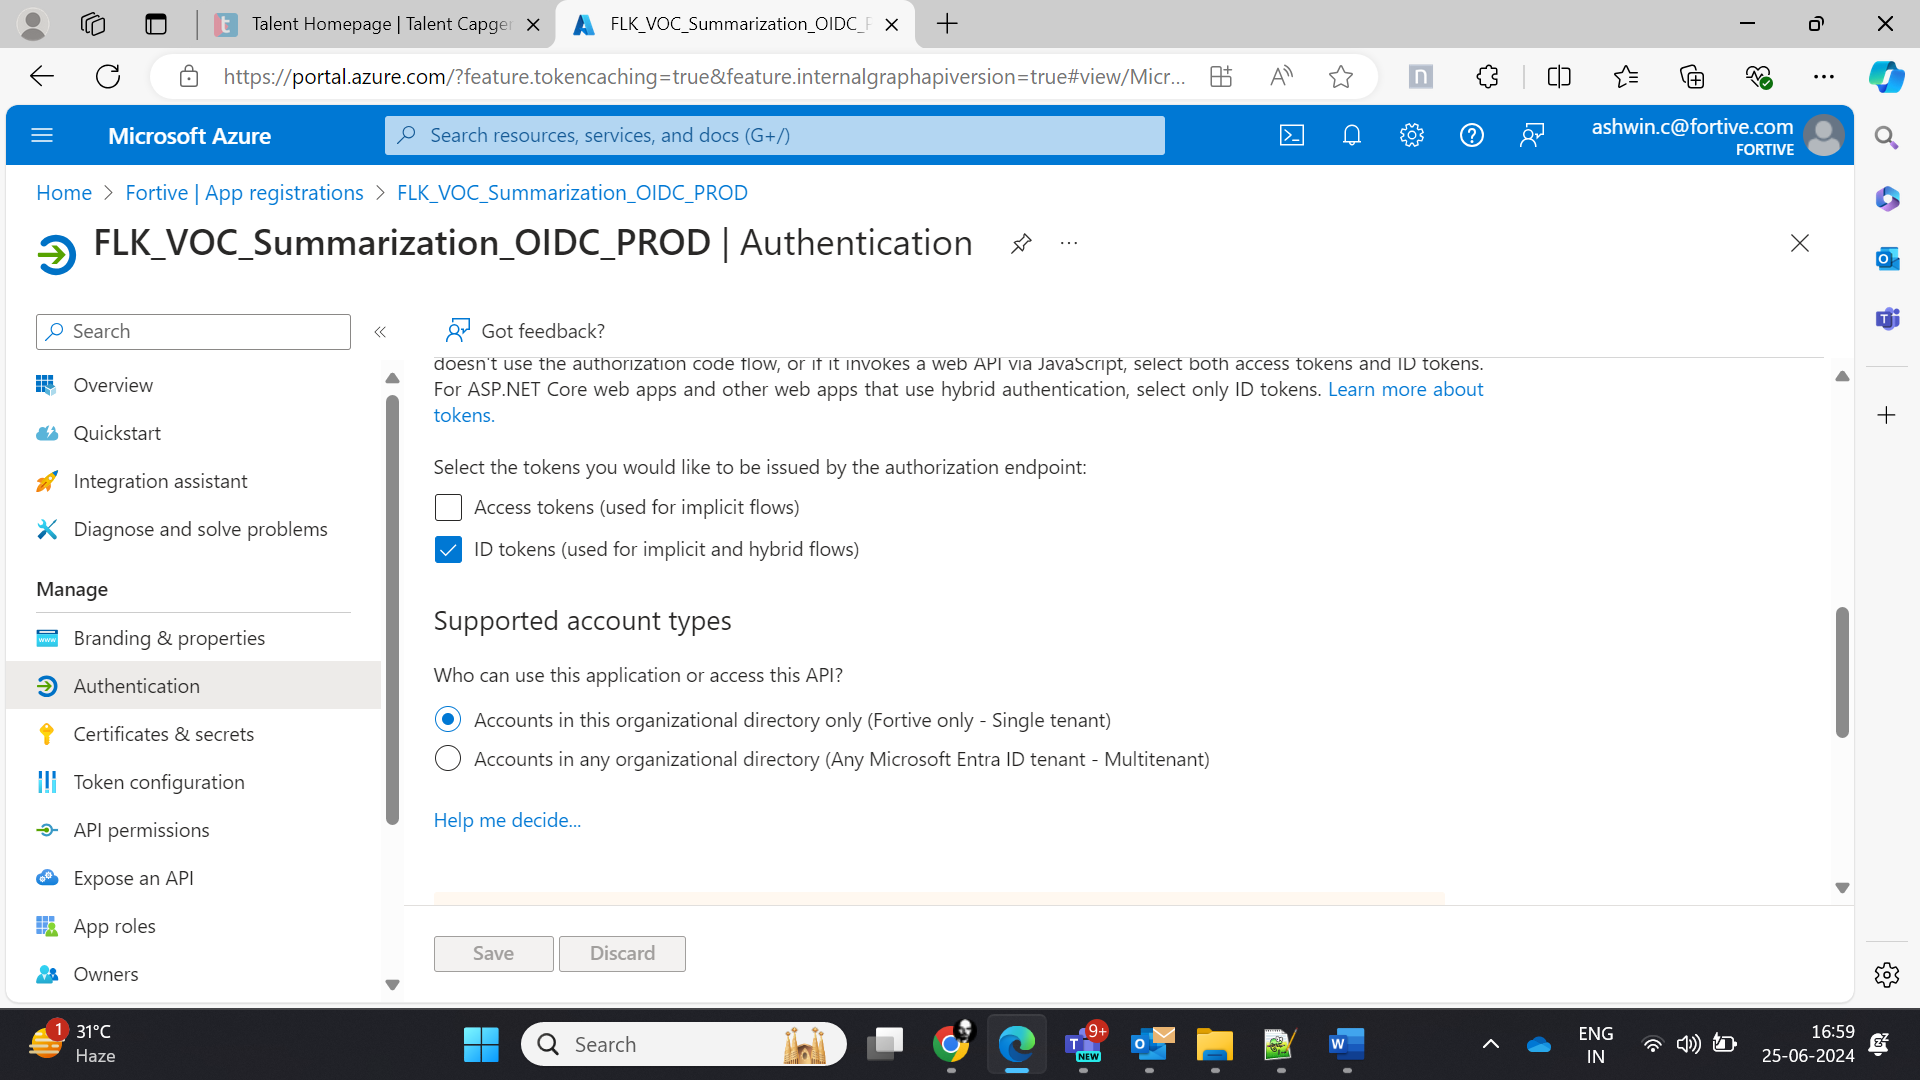 Talent Homepage | Talent Capger
FLK_VOC_Summarization_OIDC_P
https://portal.azure.com/?feature.tokencaching=true&feature.internalgraphapiversion=true#view/Micr...
Microsoft Azure
Search resources, services, and docs (G+/)
ashwin.c@fortive.com
FORTIVE
Home > Fortive | App registrations > FLK_VOC_Summarization_OIDC_PROD
FLK_VOC_Summarization_OIDC_PROD | Authentication
Search
Overview
Quickstart
Integration assistant
Diagnose and solve problems
Manage
Branding & properties
Authentication
Certificates & secrets
Token configuration
API permissions
Expose an API
App roles
Owners
Got feedback?
doesn't use the authorization code flow, or if it invokes a web API via JavaScript, select both access tokens and ID tokens.
For ASP.NET Core web apps and other web apps that use hybrid authentication, select only ID tokens. Learn more about
tokens.
Select the tokens you would like to be issued by the authorization endpoint:
Access tokens (used for implicit flows)
ID tokens (used for implicit and hybrid flows)
Supported account types
Who can use this application or access this API?
Accounts in this organizational directory only (Fortive only - Single tenant)
Accounts in any organizational directory (Any Microsoft Entra ID tenant - Multitenant)
Help me decide...
Save
Discard
1
31°C
Haze
Search
9+
NEW
ENG
IN
16:59
25-06-2024